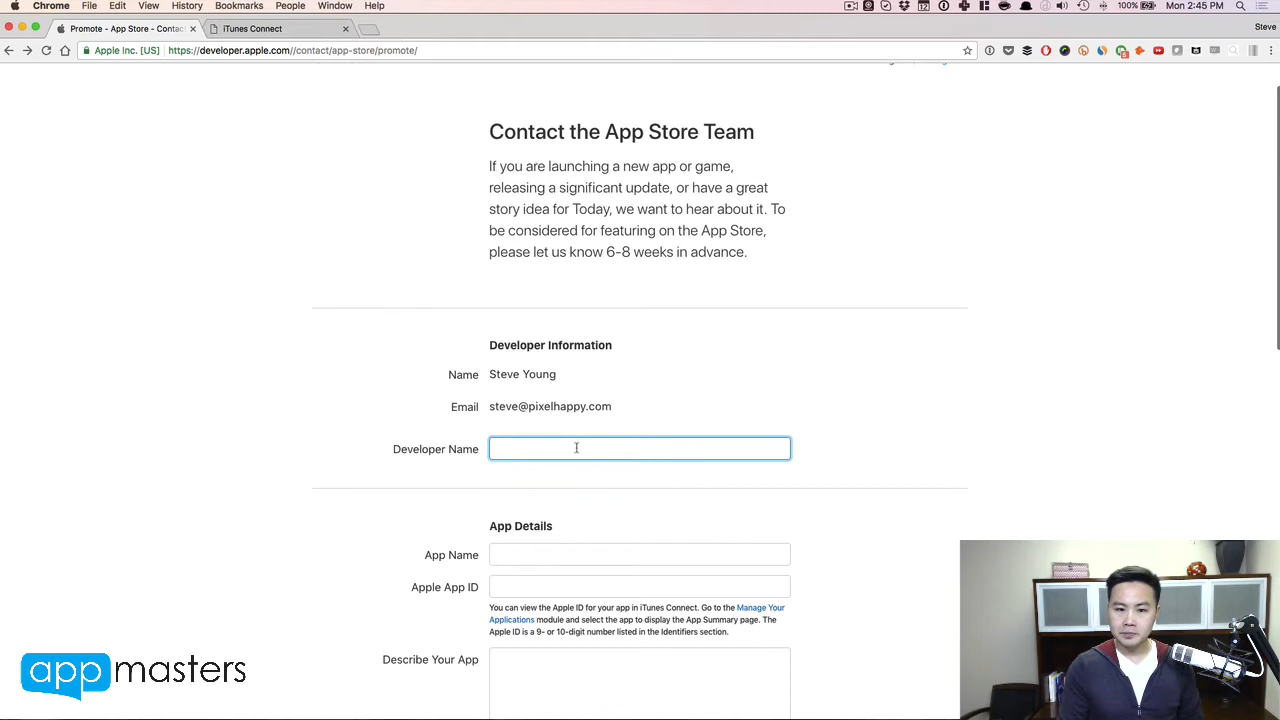 Chrome File Edit View History Bookmarks People Window Help 100% Mon 2:45 PM
Promote - App Store - Contac iTunes Connect Steve
Apple Inc. [US] https://developer.apple.com//contact/app-store/promote/
Contact the App Store Team
If you are launching a new app or game,
releasing a significant update, or have a great
story idea for Today, we want to hear about it. To
be considered for featuring on the App Store,
please let us know 6-8 weeks in advance.
Developer Information
Name Steve Young
Email steve@pixelhappy.com
Developer Name
App Details
App Name
Apple App ID
You can view the Apple ID for your app in iTunes Connect. Go to the Manage Your
Applications module and select the app to display the App Summary page. The
Apple ID is a 9- or 10-digit number listed in the Identifiers section.
Describe Your App
appmasters